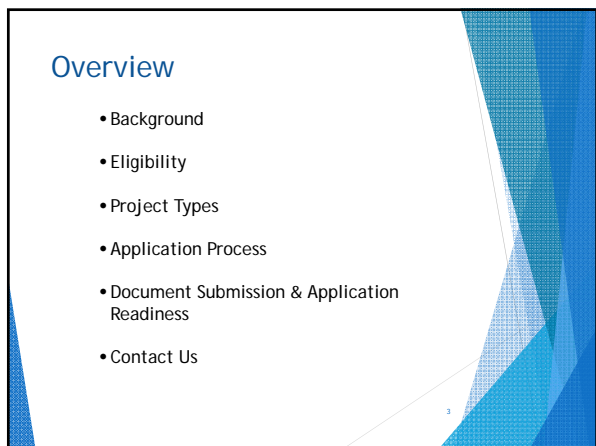 Overview
• Background
• Eligibility
• Project Types
• Application Process
• Document Submission & Application
Readiness
• Contact Us
3